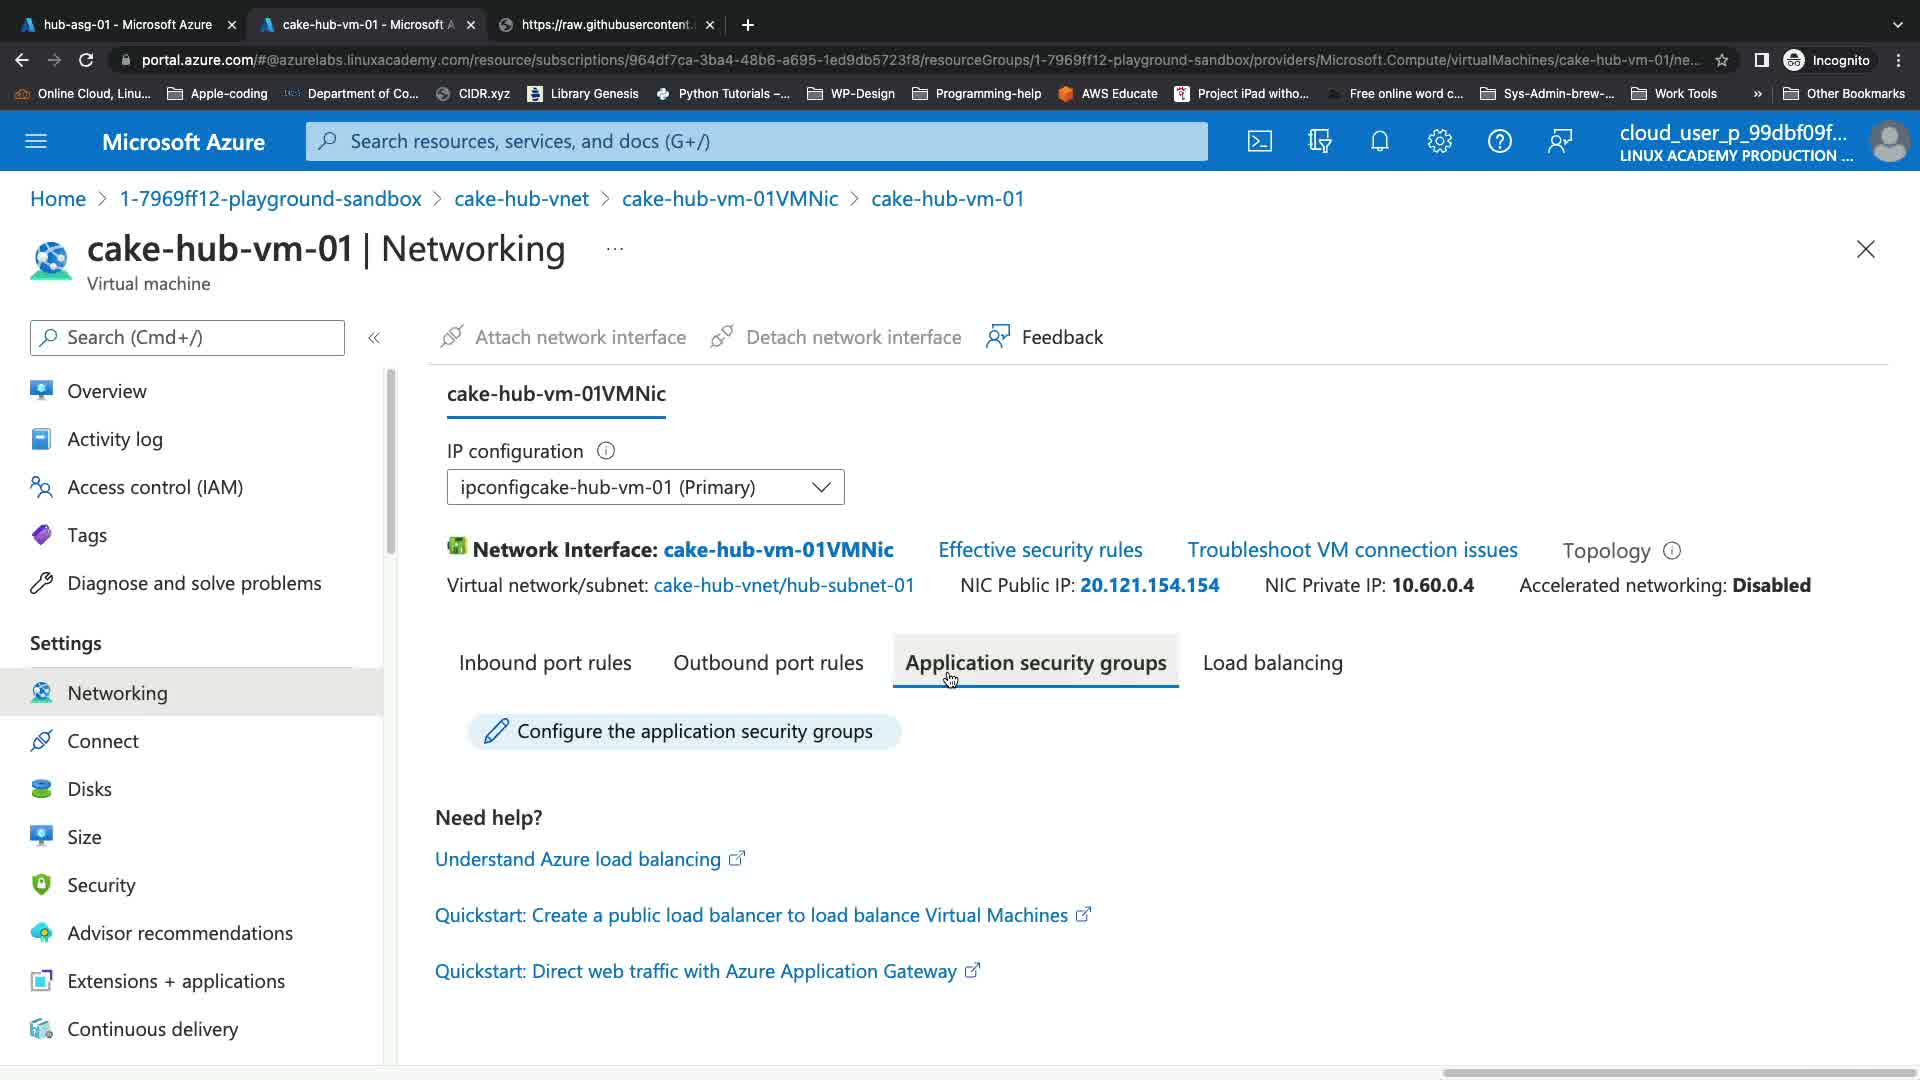 hub-asg-01 - Microsoft Azure
cake-hub-vm-01 - Microsoft A
https://raw.githubusercontent.
portal.azure.com/#@azurelabs.linuxacademy.com/resource/subscriptions/964df7ca-3ba4-48b6-a695-1ed9db5723f8/resourceGroups/1-7969ff12-playground-sandbox/providers/Microsoft.Compute/virtualMachines/cake-hub-vm-01/ne...
Incognito
Online Cloud, Linu...
Apple-coding
Department of Co...
CIDR.xyz
Library Genesis
Python Tutorials –...
WP-Design
Programming-help
AWS Educate
Project iPad witho...
Free online word c...
Sys-Admin-brew-...
Work Tools
»
Other Bookmarks
Microsoft Azure
Search resources, services, and docs (G+/)
cloud_user_p_99dbf09f...
LINUX ACADEMY PRODUCTION ...
Home > 1-7969ff12-playground-sandbox > cake-hub-vnet > cake-hub-vm-01VMNic > cake-hub-vm-01
cake-hub-vm-01 | Networking ...
Virtual machine
Search (Cmd+/)
«
Overview
Activity log
Access control (IAM)
Tags
Diagnose and solve problems
Settings
Networking
Connect
Disks
Size
Security
Advisor recommendations
Extensions + applications
Continuous delivery
Attach network interface
Detach network interface
Feedback
cake-hub-vm-01VMNic
IP configuration
ipconfigcake-hub-vm-01 (Primary)
Network Interface: cake-hub-vm-01VMNic
Effective security rules
Troubleshoot VM connection issues
Topology
Virtual network/subnet: cake-hub-vnet/hub-subnet-01
NIC Public IP: 20.121.154.154
NIC Private IP: 10.60.0.4
Accelerated networking: Disabled
Inbound port rules
Outbound port rules
Application security groups
Load balancing
Configure the application security groups
Need help?
Understand Azure load balancing
Quickstart: Create a public load balancer to load balance Virtual Machines
Quickstart: Direct web traffic with Azure Application Gateway